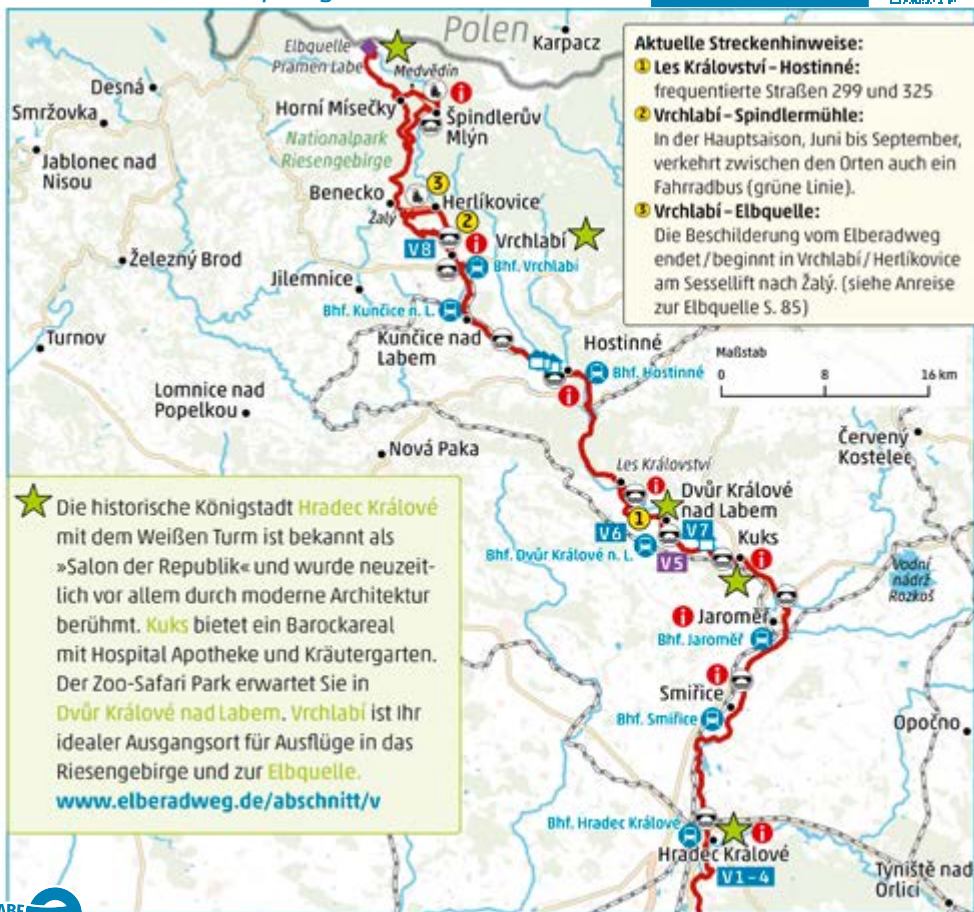 Polen
Karpacz
Elbquelle
Pramen Labe
Medvědín
Desná
Smržovka
Horní Mísečky
Špindlerův
Mlýn
Nationalpark
Riesengebirge
Jablonec nad
Nisou
Benecko
3
Herlíkovice
Žalý
2
V8
Vrchlabí
Bhf. Vrchlabí
Železný Brod
Jilemnice
Bhf. Kunčice n. L.
Turnov
Kunčice nad
Labem
Hostinné
Bhf. Hostinné
Lomnice nad
Popelkou
Nová Paka
Aktuelle Streckenhinweise:
1 Les Království – Hostinné:
frequentierte Straßen 299 und 325
2 Vrchlabí – Spindlermühle:
In der Hauptsaison, Juni bis September,
verkehrt zwischen den Orten auch ein
Fahrradbus (grüne Linie).
3 Vrchlabí – Elbquelle:
Die Beschilderung vom Elberadweg
endet / beginnt in Vrchlabí / Herlíkovice
am Sessellift nach Žalý. (siehe Anreise
zur Elbquelle S. 85)
Maßstab
0 8 16 km
Červený
Kostelec
Les Království
Dvůr Králové
nad Labem
1
V6
V7
Kuks
Bhf. Dvůr Králové n. L.
V5
Vodní
nádrž
Rozkoš
Jaroměř
Bhf. Jaroměř
Smiřice
Bhf. Smiřice
Opočno
Bhf. Hradec Králové
Hradec Králové
V1–4
Týniště nad
Orlicí
Die historische Königstadt Hradec Králové
mit dem Weißen Turm ist bekannt als
»Salon der Republik« und wurde neuzeit-
lich vor allem durch moderne Architektur
berühmt. Kuks bietet ein Barockareal
mit Hospital Apotheke und Kräutergarten.
Der Zoo-Safari Park erwartet Sie in
Dvůr Králové nad Labem. Vrchlabí ist Ihr
idealer Ausgangsort für Ausflüge in das
Riesengebirge und zur Elbquelle.
www.elberadweg.de/abschnitt/v